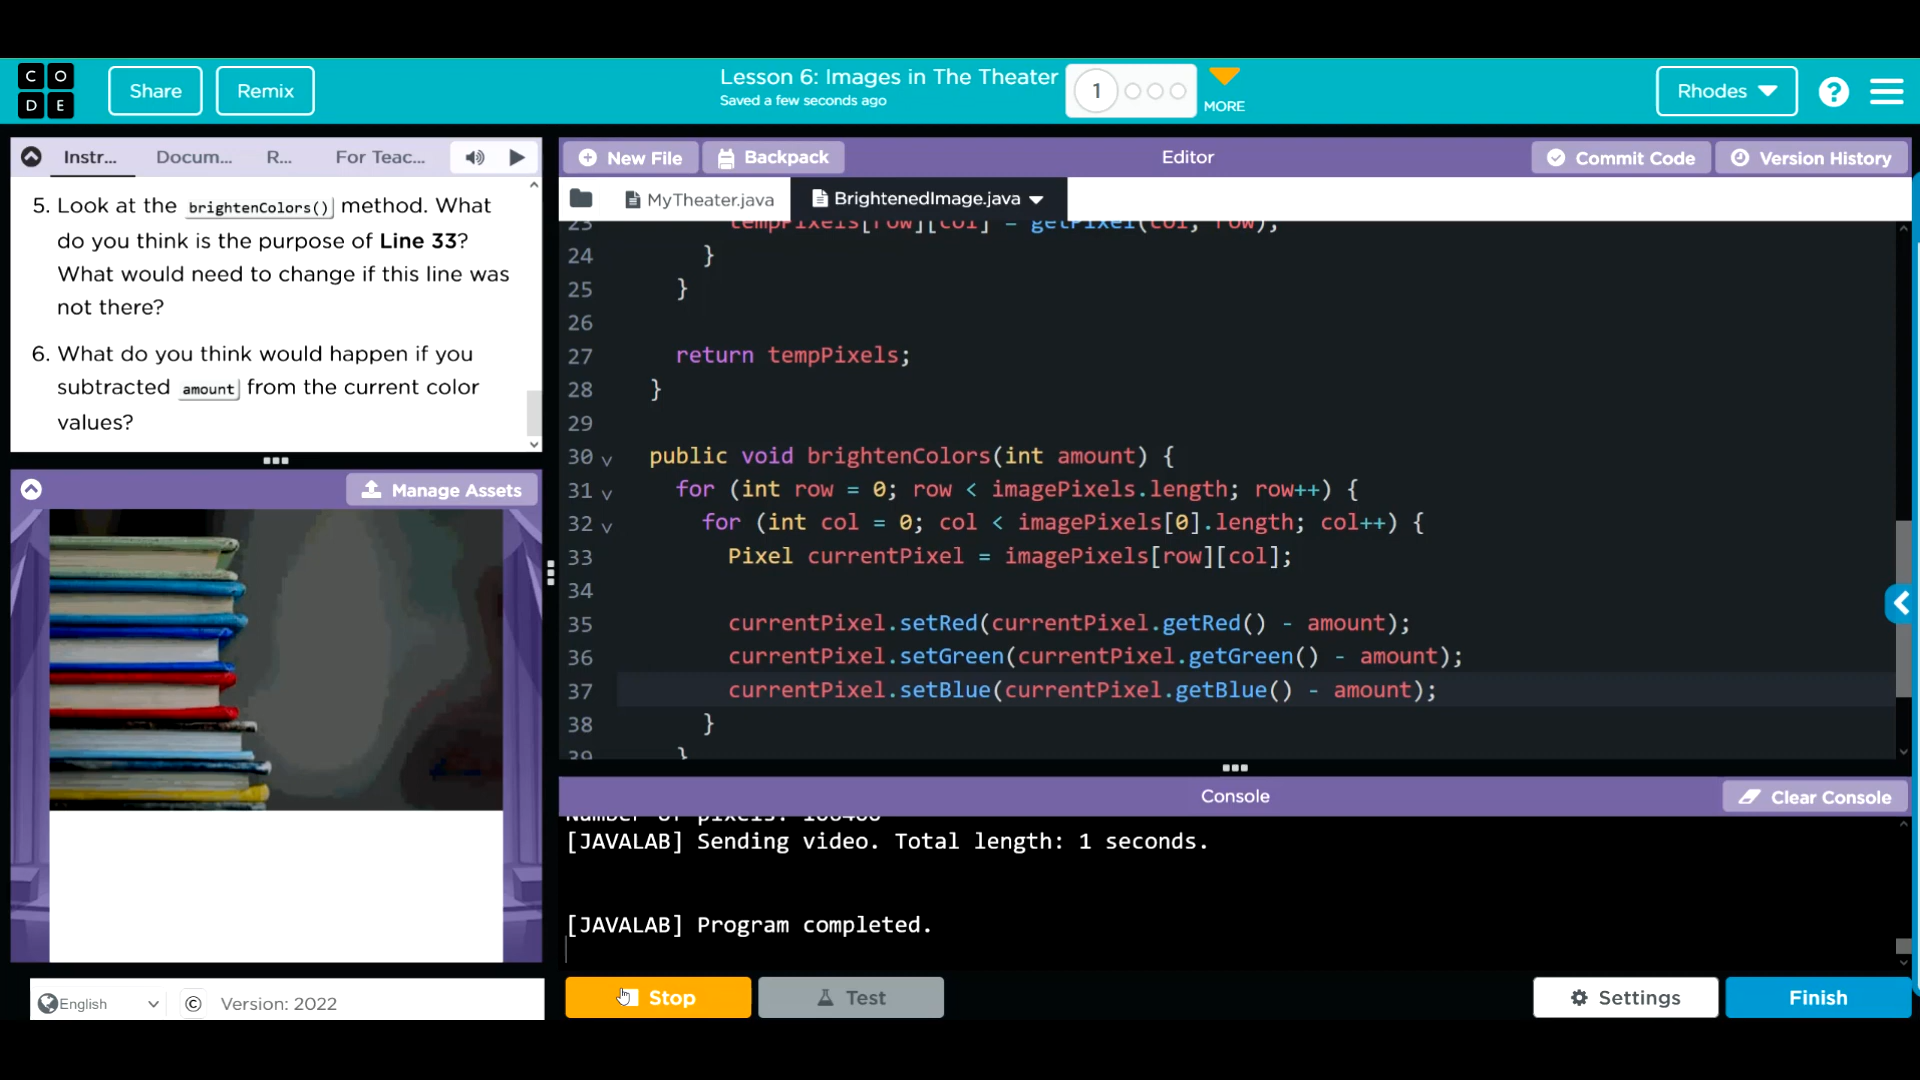 C O
D E
Share
Remix
Lesson 6: Images in The Theater
Saved a few seconds ago
1
MORE
Rhodes
?
Instr...
Docum...
R...
For Teac...
New File
Backpack
Editor
Commit Code
Version History
MyTheater.java
BrightenedImage.java
5. Look at the brightenColors() method. What
do you think is the purpose of Line 33?
What would need to change if this line was
not there?
6. What do you think would happen if you
subtracted amount from the current color
values?
Manage Assets
23 tempPixels[row][col] = getPixel(col, row);
24 }
25 }
26
27 return tempPixels;
28 }
29
30 public void brightenColors(int amount) {
31 for (int row = 0; row < imagePixels.length; row++) {
32 for (int col = 0; col < imagePixels[0].length; col++) {
33 Pixel currentPixel = imagePixels[row][col];
34
35 currentPixel.setRed(currentPixel.getRed() - amount);
36 currentPixel.setGreen(currentPixel.getGreen() - amount);
37 currentPixel.setBlue(currentPixel.getBlue() - amount);
38 }
39 }
Console
Clear Console
Number of pixels:
[JAVALAB] Sending video. Total length: 1 seconds.
[JAVALAB] Program completed.
English
© Version: 2022
Stop
Test
Settings
Finish